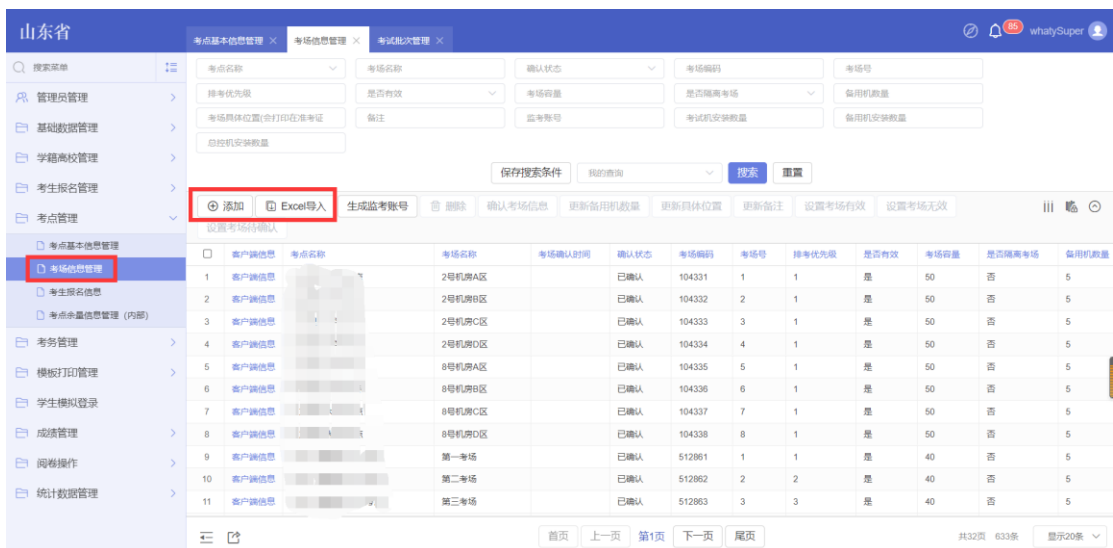 山东省
考点基本信息管理 × 考场信息管理 × 考试批次管理 ×
85 whatySuper
搜索菜单
管理员管理
基础数据管理
学籍高校管理
考生报名管理
考点管理
考点基本信息管理
考场信息管理
考生报名信息
考点余量信息管理 (内部)
考务管理
模板打印管理
学生模拟登录
成绩管理
阅卷操作
统计数据管理
考点名称 考场名称 确认状态 考场编码 考场号
排考优先级 是否有效 考场容量 是否隔离考场 备用机数量
考场具体位置(会打印在准考证 备注 监考账号 考试机安装数量 备用机安装数量
总控机安装数量
保存搜索条件 我的查询 搜索 重置
添加 Excel导入 生成监考账号 删除 确认考场信息 更新备用机数量 更新具体位置 更新备注 设置考场有效 设置考场无效
设置考场待确认
客户端信息 考点名称 考场名称 考场确认时间 确认状态 考场编码 考场号 排考优先级 是否有效 考场容量 是否隔离考场 备用机数量
1 客户端信息 2号机房A区 已确认 104331 1 1 是 50 否 5
2 客户端信息 2号机房B区 已确认 104332 2 1 是 50 否 5
3 客户端信息 2号机房C区 已确认 104333 3 1 是 50 否 5
4 客户端信息 2号机房D区 已确认 104334 4 1 是 50 否 5
5 客户端信息 8号机房A区 已确认 104335 5 1 是 50 否 5
6 客户端信息 8号机房B区 已确认 104336 6 1 是 50 否 5
7 客户端信息 8号机房C区 已确认 104337 7 1 是 50 否 5
8 客户端信息 8号机房D区 已确认 104338 8 1 是 50 否 5
9 客户端信息 第一考场 已确认 512861 1 1 是 40 否 5
10 客户端信息 第二考场 已确认 512862 2 2 是 40 否 5
11 客户端信息 第三考场 已确认 512863 3 3 是 40 否 5
首页 上一页 第1页 下一页 尾页 共32页 633条 显示20条